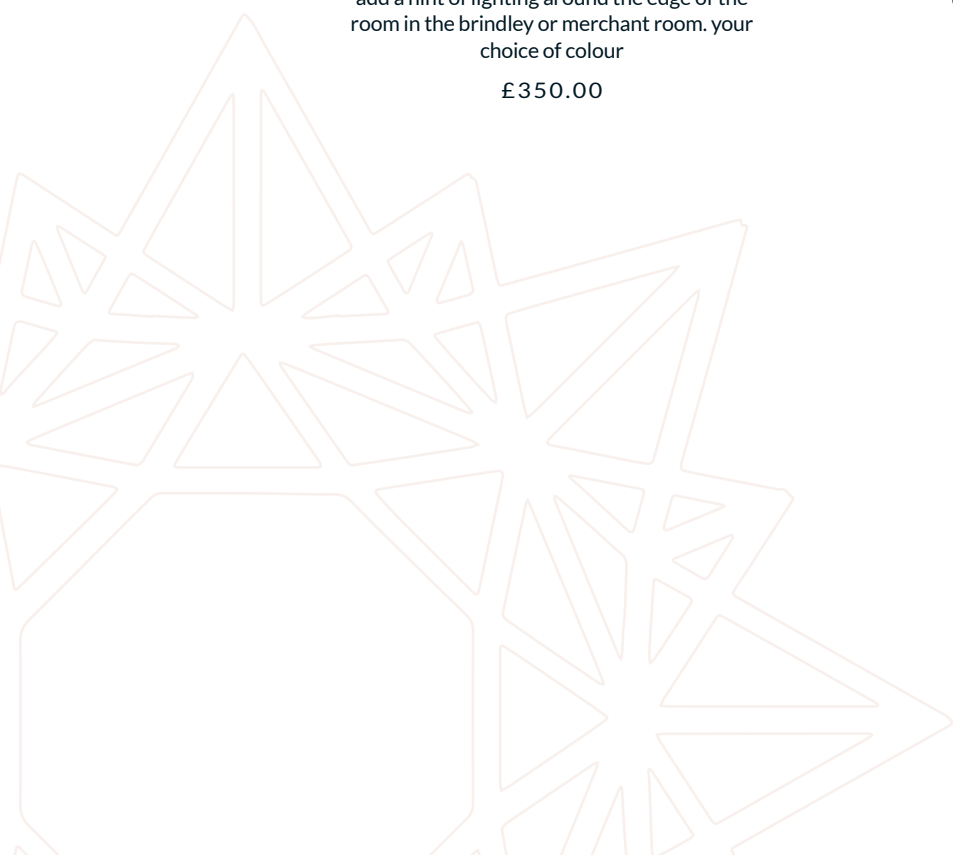 add a hint of lighting around the edge of the
room in the brindley or merchant room. your
choice of colour
£350.00